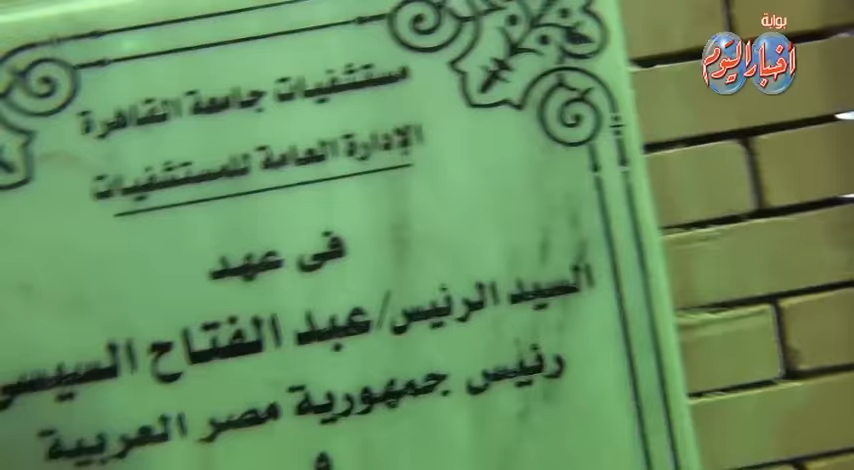 بوابة
أخبار اليوم
مستشفيات جامعة القاهرة
الإدارة العامة للمستشفيات
فى عهد
السيد الرئيس/عبد الفتاح السيسى
رئيس جمهورية مصر العربية
و